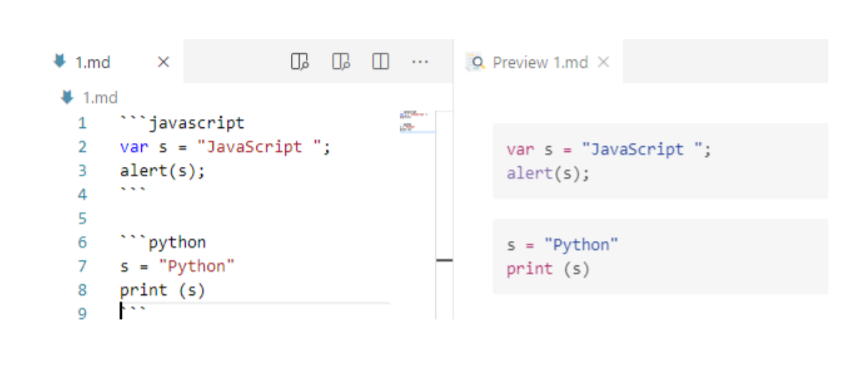 1.md
Preview 1.md
1.md
1 ```javascript
2 var s = "JavaScript ";
3 alert(s);
4 ```
5
6 ```python
7 s = "Python"
8 print (s)
9 ```
var s = "JavaScript ";
alert(s);
s = "Python"
print (s)